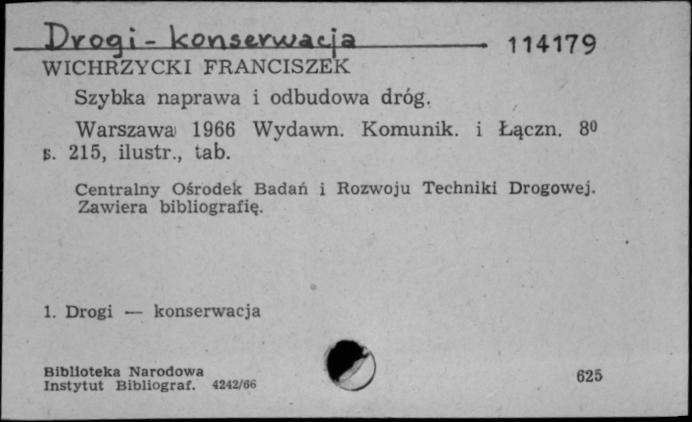 Drogi - konserwacja 114179
WICHRZYCKI FRANCISZEK
Szybka naprawa i odbudowa dróg.
Warszawa 1966 Wydawn. Komunik. i Łączn. 8⁰
s. 215, ilustr., tab.
Centralny Ośrodek Badań i Rozwoju Techniki Drogowej.
Zawiera bibliografię.
1. Drogi — konserwacja
Biblioteka Narodowa
Instytut Bibliograf. 4242/66 625